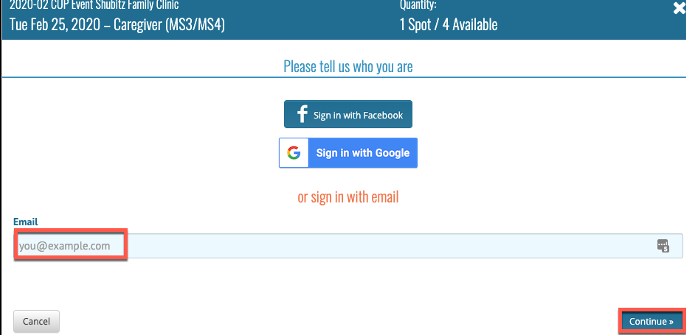 2020-02 CUP Event Shubitz Family Clinic
Tue Feb 25, 2020 – Caregiver (MS3/MS4)
Quantity:
1 Spot / 4 Available
Please tell us who you are
Sign in with Facebook
Sign in with Google
or sign in with email
Email
you@example.com
Cancel
Continue »